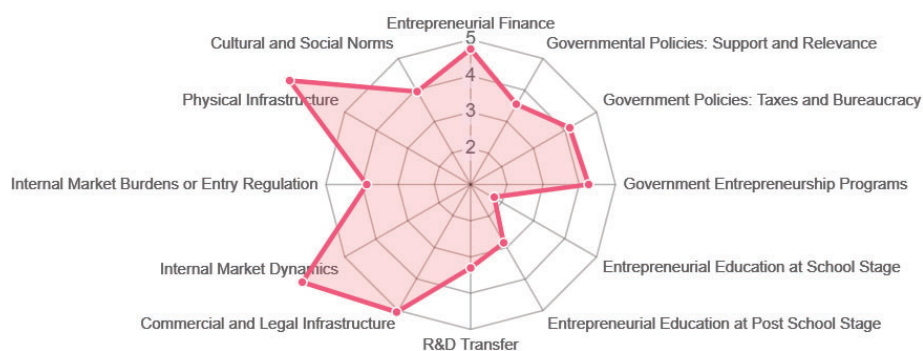 Entrepreneurial Finance
Cultural and Social Norms
Governmental Policies: Support and Relevance
Physical Infrastructure
Government Policies: Taxes and Bureaucracy
Internal Market Burdens or Entry Regulation
Government Entrepreneurship Programs
Internal Market Dynamics
Entrepreneurial Education at School Stage
Commercial and Legal Infrastructure
Entrepreneurial Education at Post School Stage
R&D Transfer
5
4
3
2